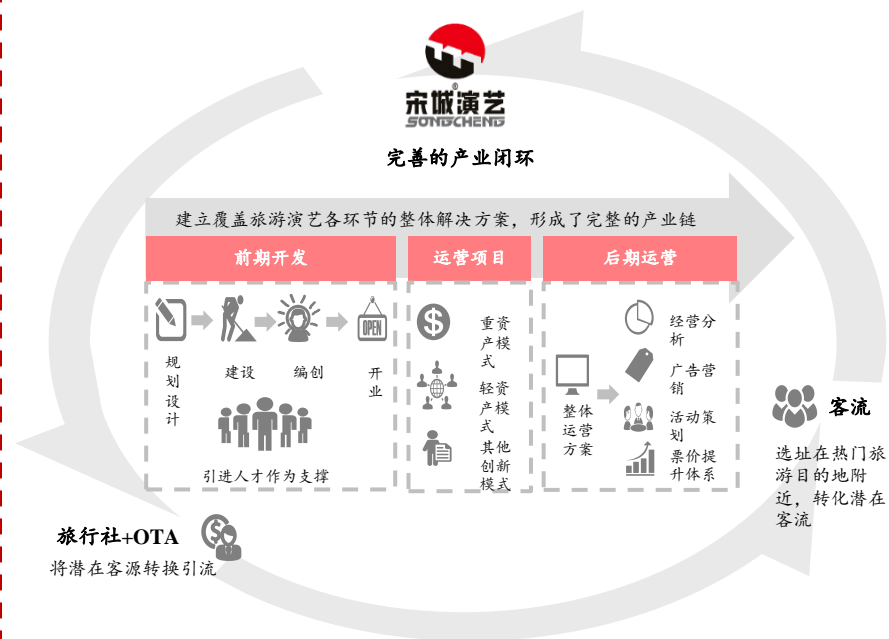 宋城演艺
®
SONGCHENG
完善的产业闭环
建立覆盖旅游演艺各环节的整体解决方案，形成了完整的产业链
前期开发
规
划
设
计
建设
编创
OPEN
开
业
引进人才作为支撑
运营项目
重资
产模
式
轻资
产模
式
其他
创新
模式
后期运营
整体
运营
方案
经营分
析
广告营
销
活动策
划
票价提
升体系
客流
选址在热门旅
游目的地附
近，转化潜在
客流
旅行社+OTA
将潜在客源转换引流